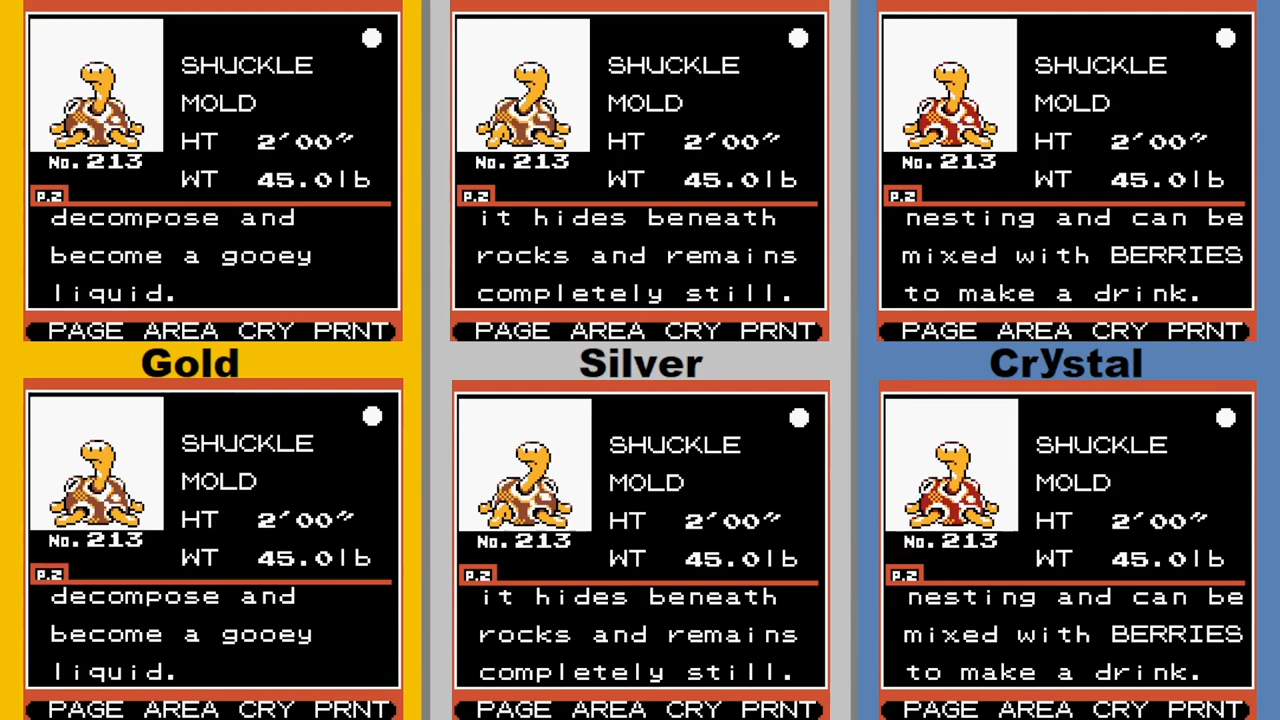 SHUCKLE
MOLD
HT 2'00"
No.213
WT 45.0lb
P.2
decompose and
become a gooey
liquid.
PAGE AREA CRY PRNT
SHUCKLE
MOLD
HT 2'00"
No.213
WT 45.0lb
P.2
it hides beneath
rocks and remains
completely still.
PAGE AREA CRY PRNT
SHUCKLE
MOLD
HT 2'00"
No.213
WT 45.0lb
P.2
nesting and can be
mixed with BERRIES
to make a drink.
PAGE AREA CRY PRNT
Gold
Silver
Crystal
SHUCKLE
MOLD
HT 2'00"
No.213
WT 45.0lb
P.2
decompose and
become a gooey
liquid.
PAGE AREA CRY PRNT
SHUCKLE
MOLD
HT 2'00"
No.213
WT 45.0lb
P.2
it hides beneath
rocks and remains
completely still.
PAGE AREA CRY PRNT
SHUCKLE
MOLD
HT 2'00"
No.213
WT 45.0lb
P.2
nesting and can be
mixed with BERRIES
to make a drink.
PAGE AREA CRY PRNT